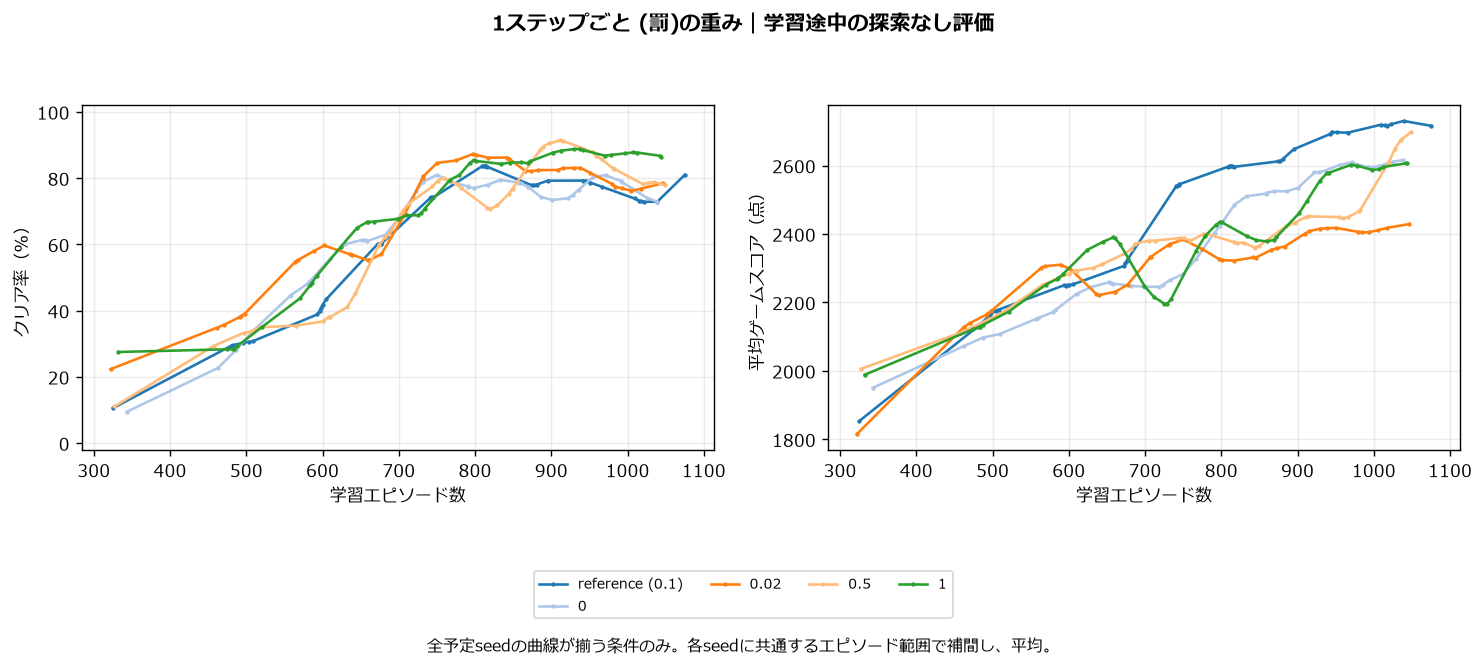 1ステップごと (罰)の重み｜学習途中の探索なし評価
クリア率（%）
100
80
60
40
20
0
300 400 500 600 700 800 900 1000 1100
学習エピソード数
平均ゲームスコア（点）
2600
2400
2200
2000
1800
300 400 500 600 700 800 900 1000 1100
学習エピソード数
reference (0.1) 0.02 0.5 1
0
全予定seedの曲線が揃う条件のみ。各seedに共通するエピソード範囲で補間し、平均。